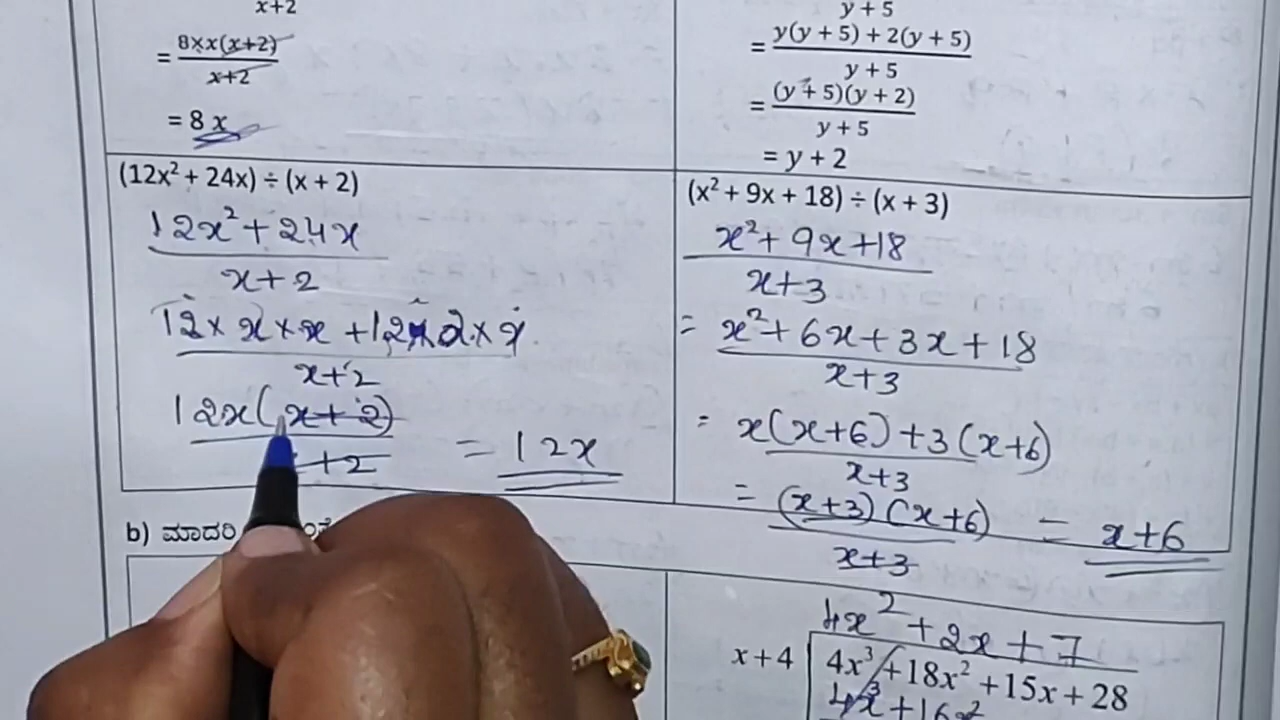 x+2
= 8×x(x+2)
x+2
= 8 x
y + 5
= y(y + 5) + 2(y + 5)
y + 5
= (y + 5)(y + 2)
y + 5
= y + 2
(12x² + 24x) ÷ (x + 2)
12x² + 24x
x+2
12 × x × x + 12×2 × x
x+2
12x(x+2)
+2
= 12x
(x² + 9x + 18) ÷ (x + 3)
x² + 9x + 18
x+3
= x² + 6x + 3x + 18
x+3
= x(x+6) + 3(x+6)
x+3
= (x+3)(x+6) = x+6
x+3
b) ಮಾದರಿ
4x² + 2x + 7
x + 4 4x³ + 18x² + 15x + 28
4x³ + 16x²